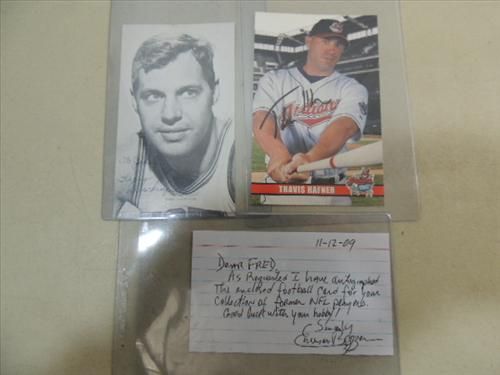 Indians
TRAVIS HAFNER
11-12-09
Dear FRED
As Requested I have autographed
The enclosed football card for your
Collection of former NFL players.
Good luck with your hobby!
Sincerely